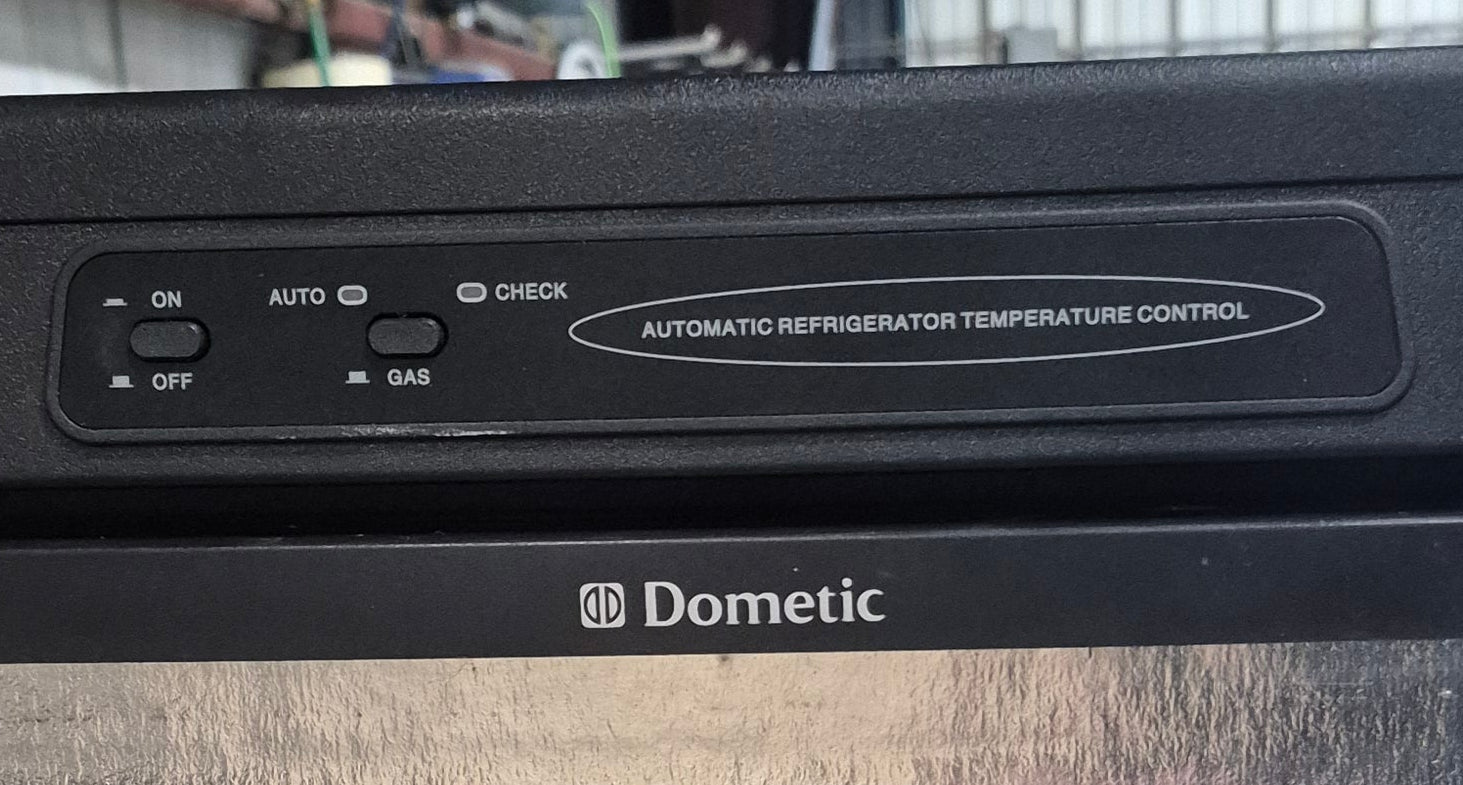 ON
AUTO
CHECK
AUTOMATIC REFRIGERATOR TEMPERATURE CONTROL
OFF
GAS
Dometic